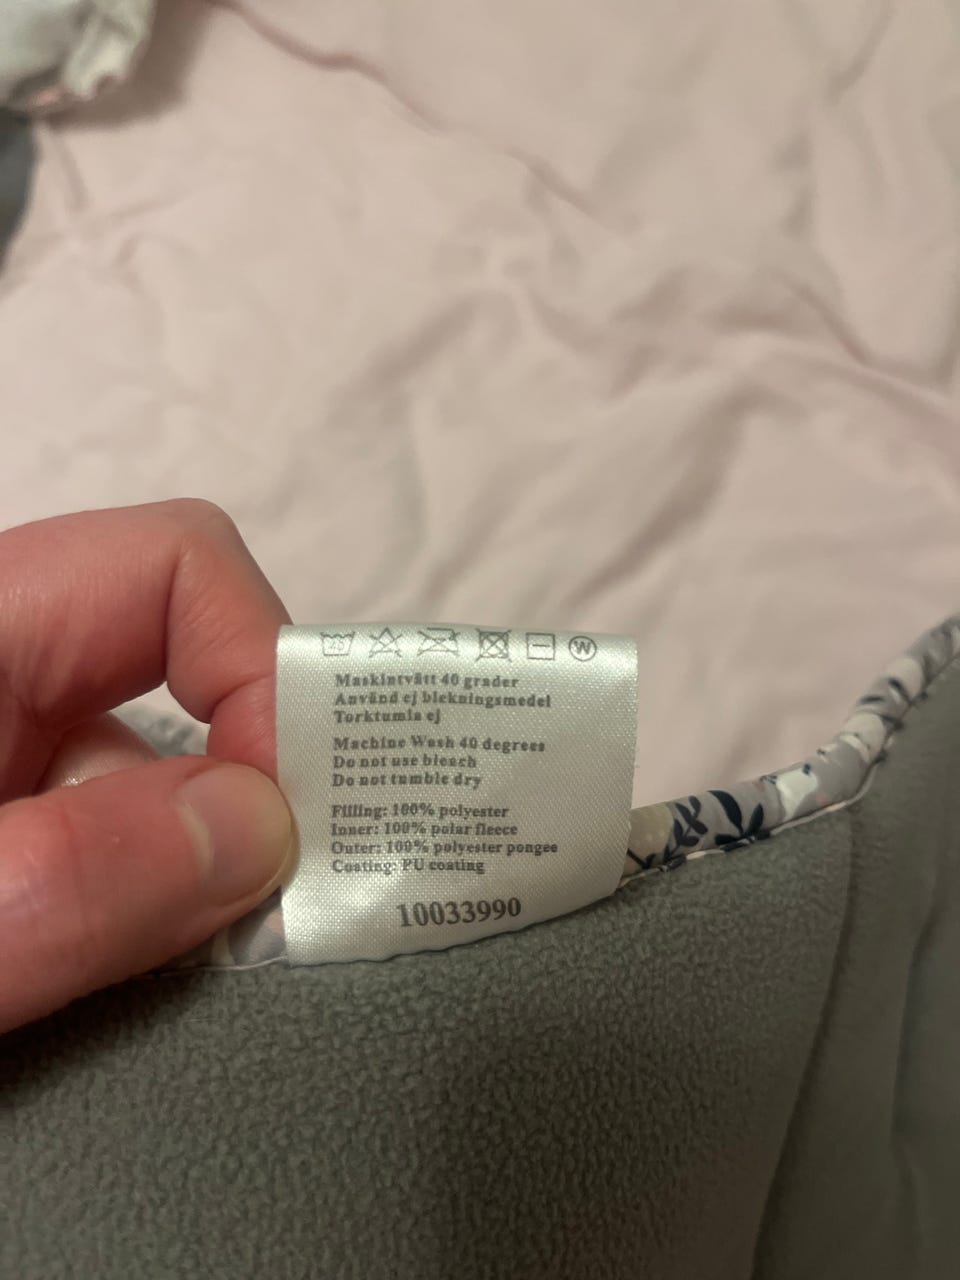 W
Maskintvätt 40 grader
Använd ej blekningsmedel
Torktumla ej
Machine Wash 40 degrees
Do not use bleach
Do not tumble dry
Filling: 100% polyester
Inner: 100% polar fleece
Outer: 100% polyester pongee
Coating: PU coating
10033990